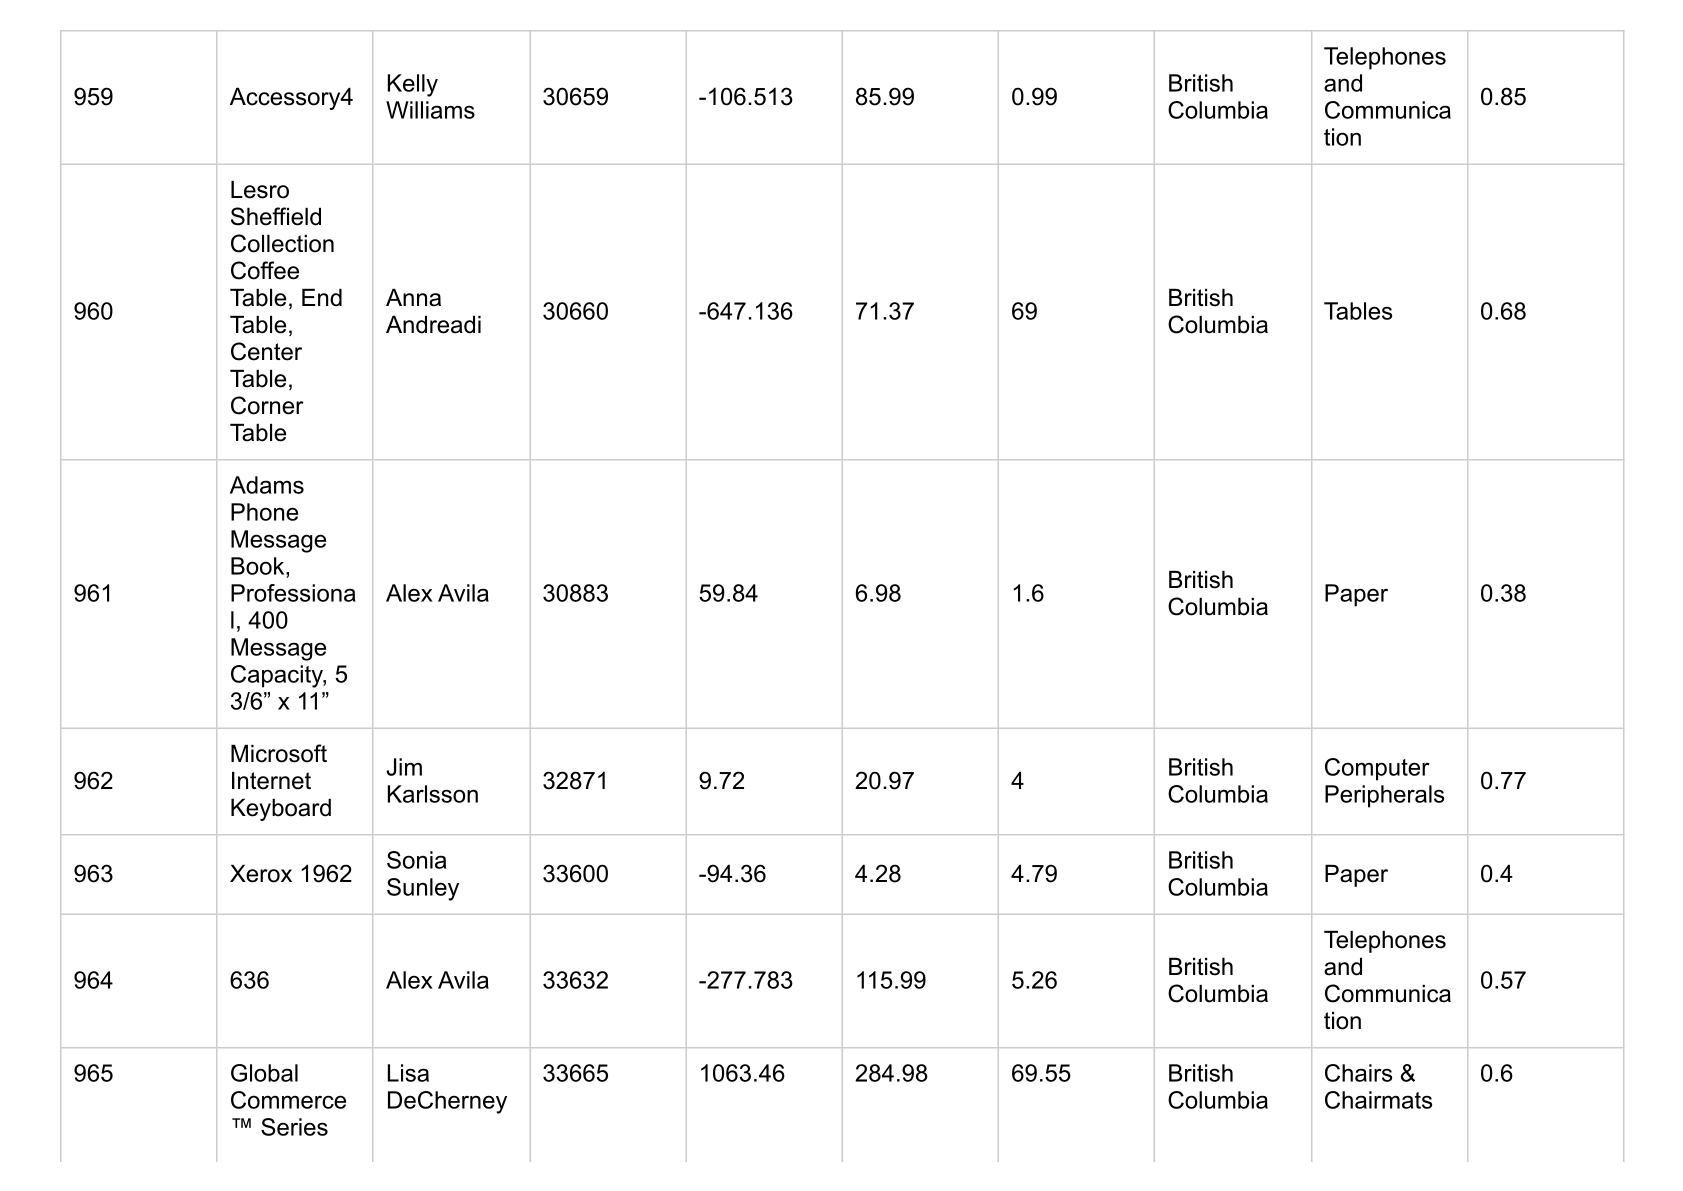 959 Accessory4 Kelly Williams 30659 -106.513 85.99 0.99 British Columbia Telephones and Communica tion 0.85
960 Lesro Sheffield Collection Coffee Table, End Table, Center Table, Corner Table Anna Andreadi 30660 -647.136 71.37 69 British Columbia Tables 0.68
961 Adams Phone Message Book, Professiona l, 400 Message Capacity, 5 3/6” x 11” Alex Avila 30883 59.84 6.98 1.6 British Columbia Paper 0.38
962 Microsoft Internet Keyboard Jim Karlsson 32871 9.72 20.97 4 British Columbia Computer Peripherals 0.77
963 Xerox 1962 Sonia Sunley 33600 -94.36 4.28 4.79 British Columbia Paper 0.4
964 636 Alex Avila 33632 -277.783 115.99 5.26 British Columbia Telephones and Communica tion 0.57
965 Global Commerce ™ Series Lisa DeCherney 33665 1063.46 284.98 69.55 British Columbia Chairs & Chairmats 0.6